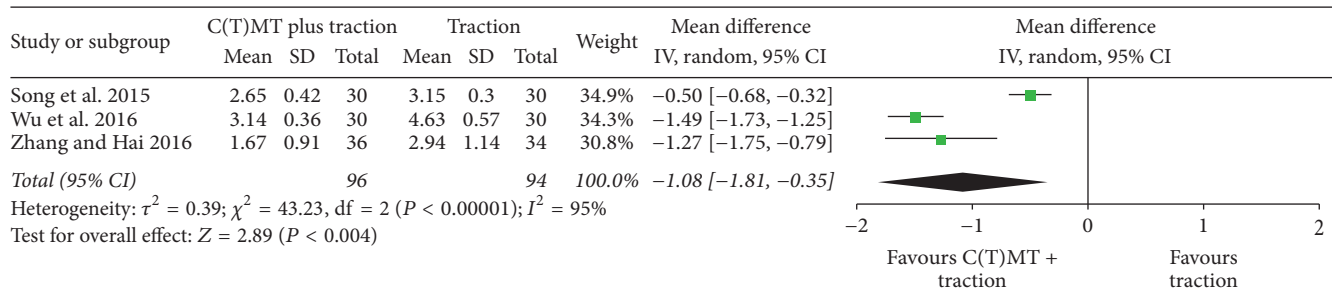 Study or subgroup C(T)MT plus traction Traction Weight Mean difference Mean difference
Mean SD Total Mean SD Total IV, random, 95% CI IV, random, 95% CI
Song et al. 2015 2.65 0.42 30 3.15 0.3 30 34.9% −0.50 [−0.68, −0.32]
Wu et al. 2016 3.14 0.36 30 4.63 0.57 30 34.3% −1.49 [−1.73, −1.25]
Zhang and Hai 2016 1.67 0.91 36 2.94 1.14 34 30.8% −1.27 [−1.75, −0.79]
Total (95% CI) 96 94 100.0% −1.08 [−1.81, −0.35]
Heterogeneity: τ² = 0.39; χ² = 43.23, df = 2 (P < 0.00001); I² = 95%
Test for overall effect: Z = 2.89 (P < 0.004)
−2 −1 0 1 2
Favours C(T)MT + Favours
traction traction